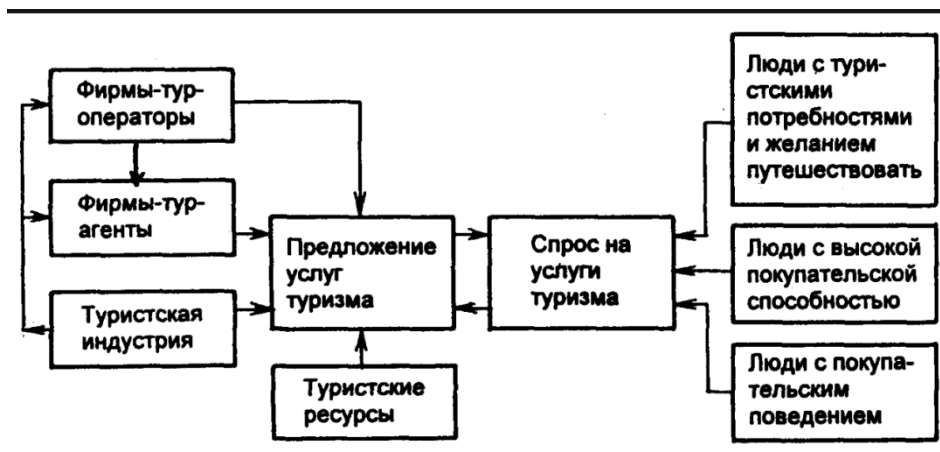 Фирмы-тур-
операторы
Фирмы-тур-
агенты
Туристская
индустрия
Предложение
услуг
туризма
Туристские
ресурсы
Спрос на
услуги
туризма
Люди с тури-
стскими
потребностями
и желанием
путешествовать
Люди с высокой
покупательской
способностью
Люди с покупа-
тельским
поведением